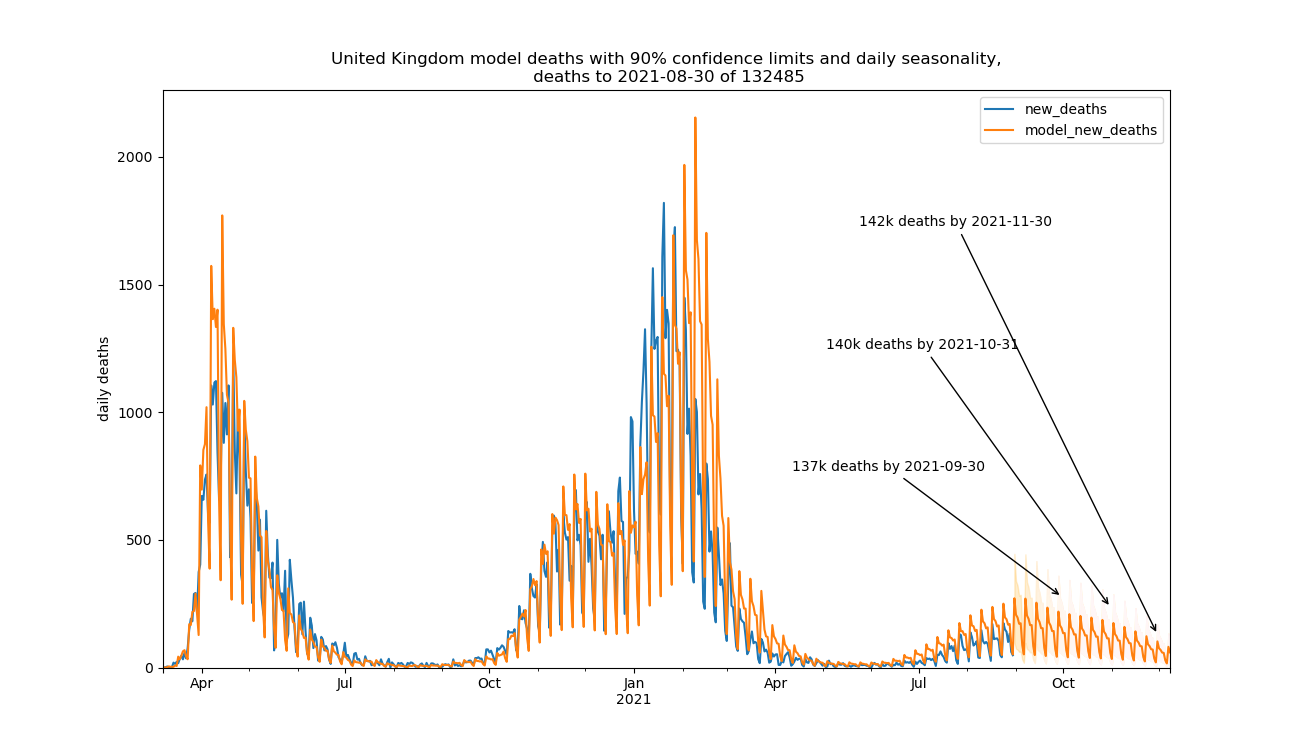 United Kingdom model deaths with 90% confidence limits and daily seasonality,
deaths to 2021-08-30 of 132485
new_deaths
model_new_deaths
2000
1500
1000
500
0
daily deaths
142k deaths by 2021-11-30
140k deaths by 2021-10-31
137k deaths by 2021-09-30
Apr
Jul
Oct
Jan
2021
Apr
Jul
Oct